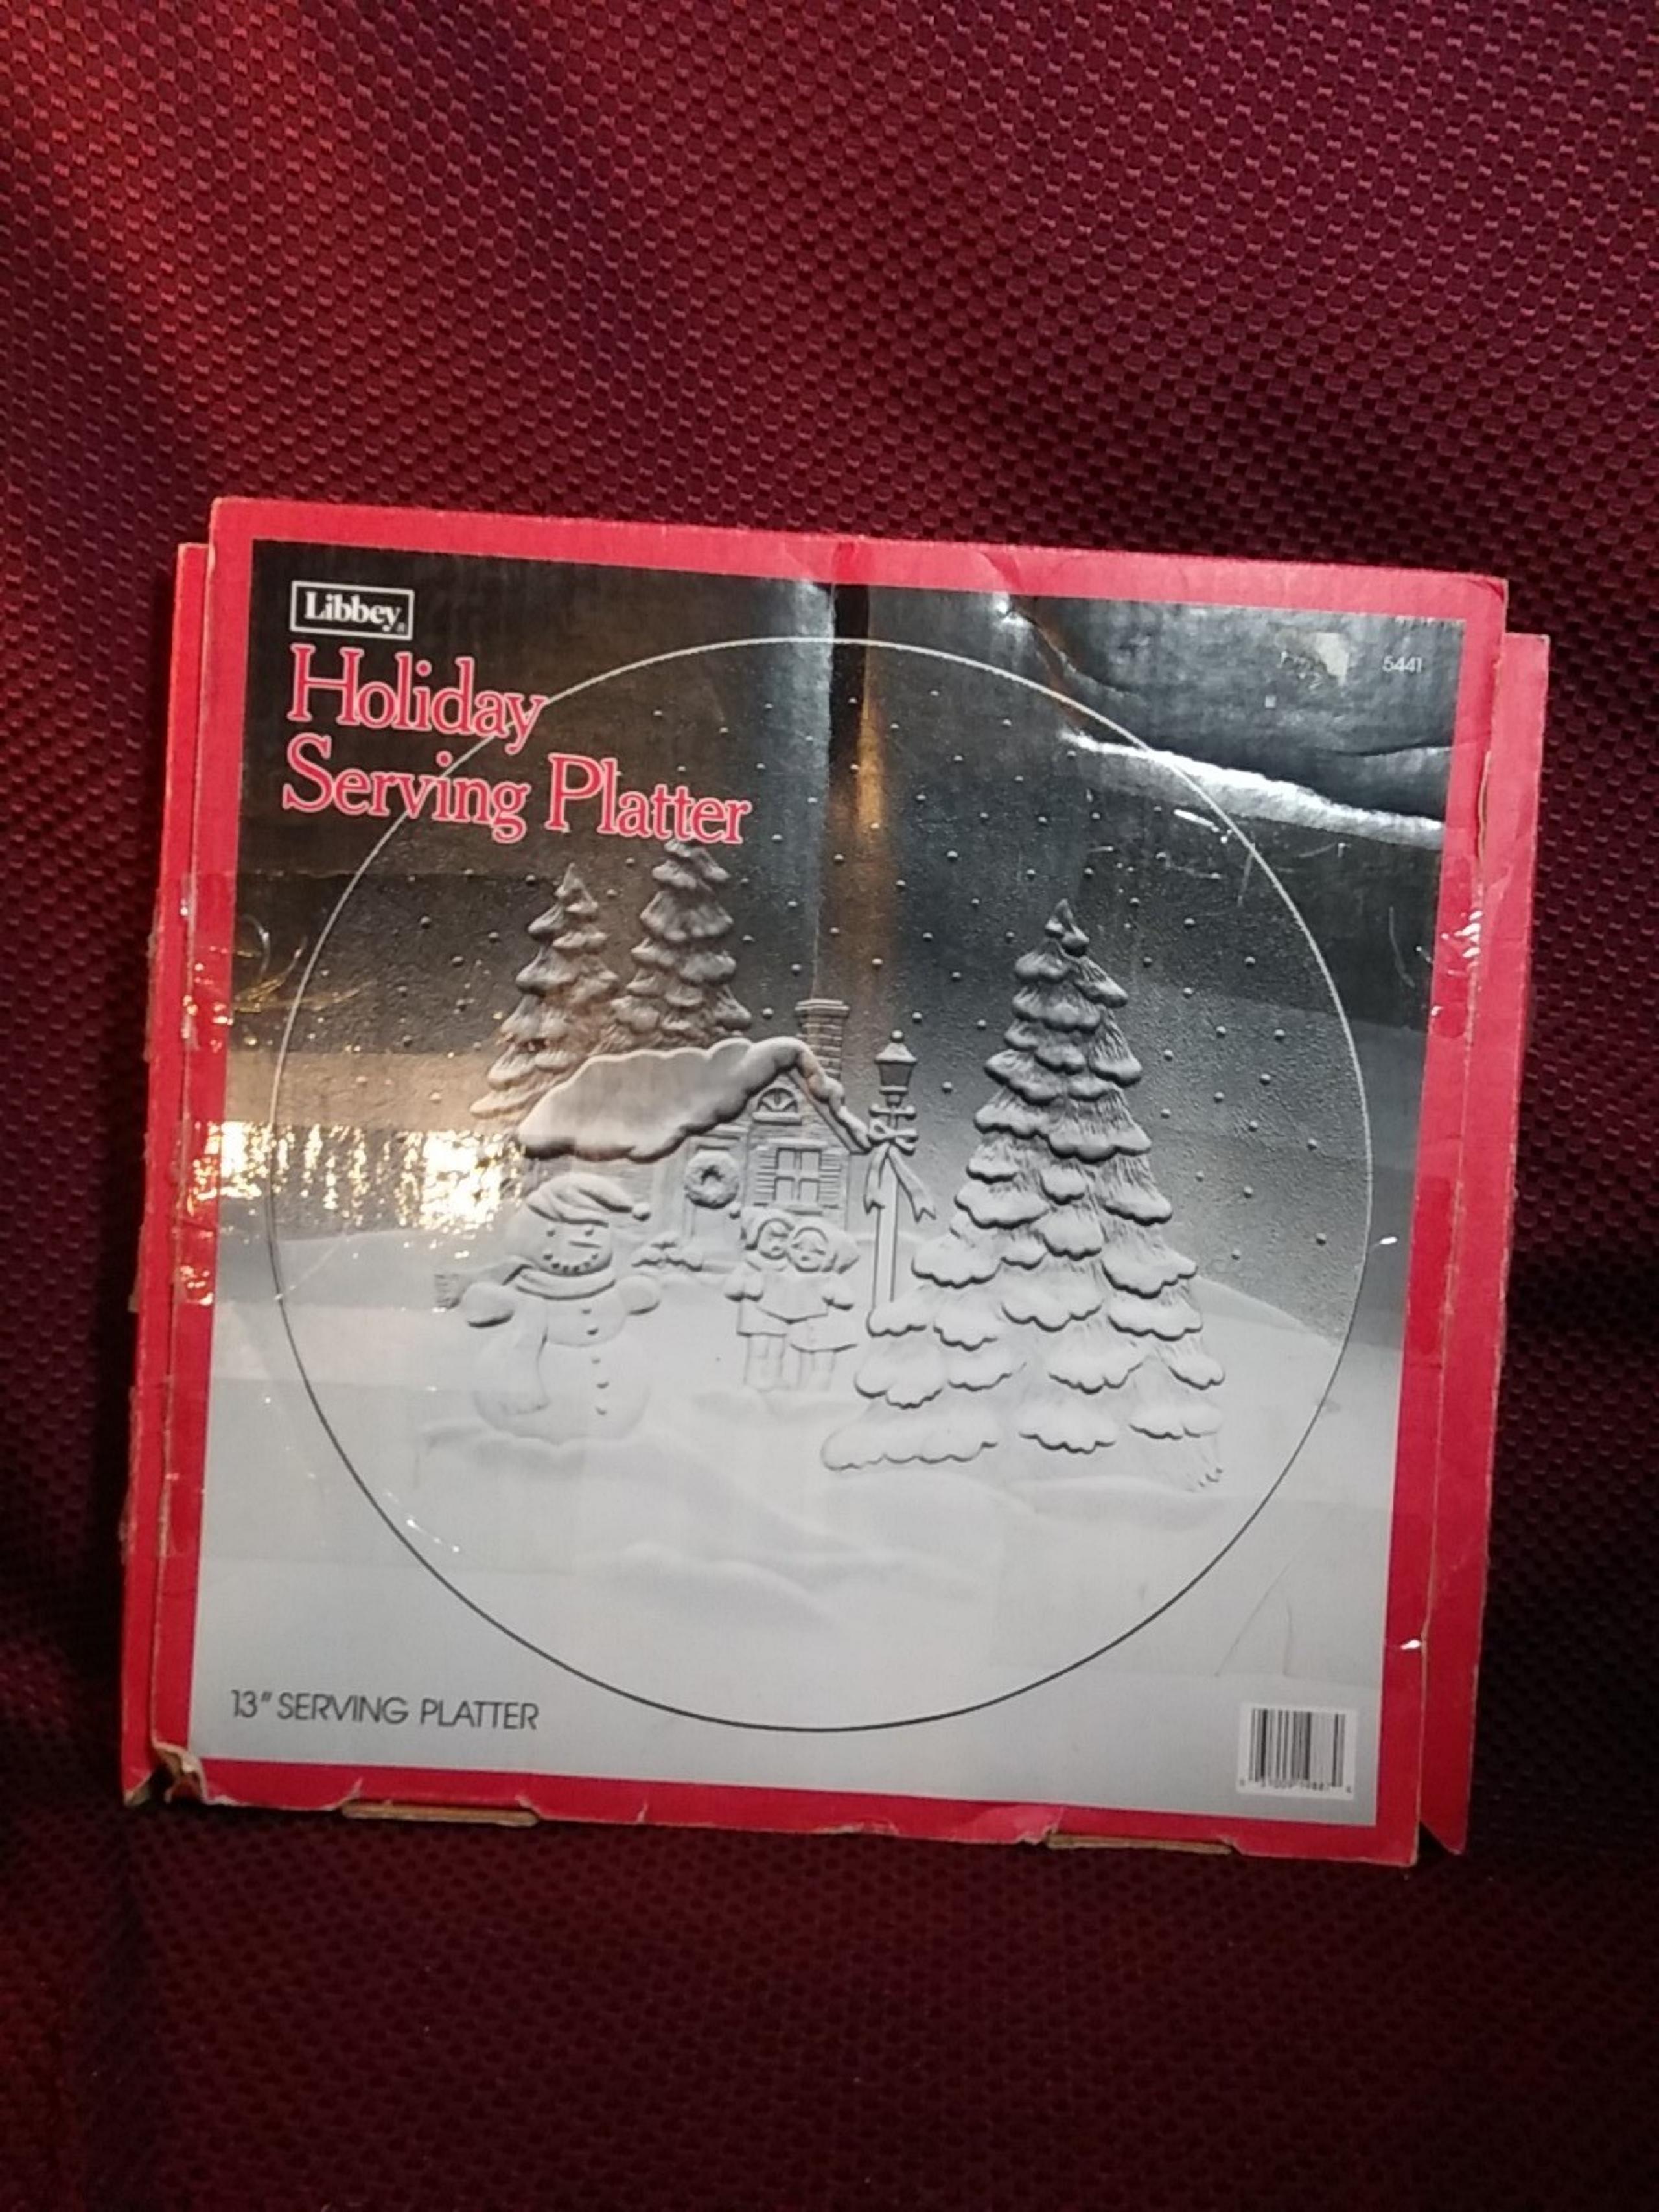 Libbey®
5441
Holiday
Serving Platter
13" SERVING PLATTER